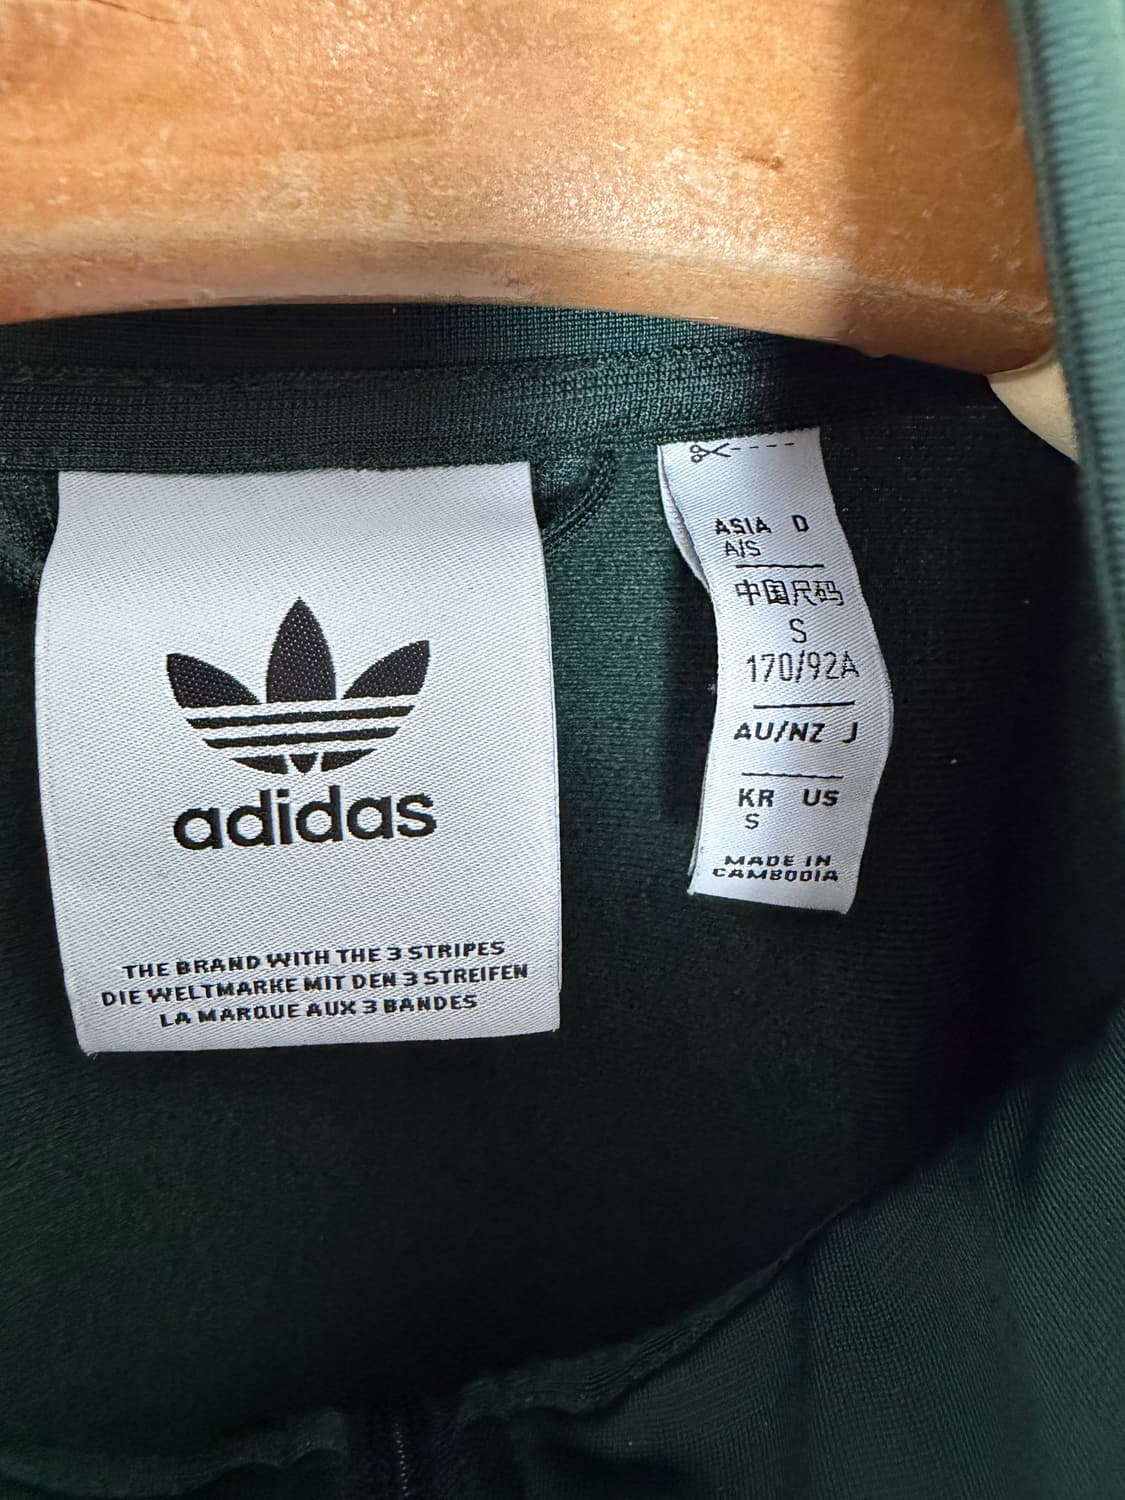 adidas
THE BRAND WITH THE 3 STRIPES
DIE WELTMARKE MIT DEN 3 STREIFEN
LA MARQUE AUX 3 BANDES
ASIA D
A/S
中国尺码
S
170/92A
AU/NZ J
KR US
S
MADE IN
CAMBODIA